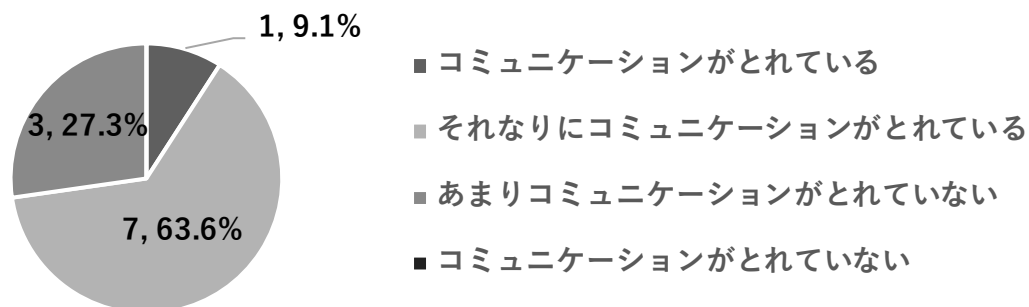 1, 9.1%
3, 27.3%
7, 63.6%
コミュニケーションがとれている
それなりにコミュニケーションがとれている
あまりコミュニケーションがとれていない
コミュニケーションがとれていない